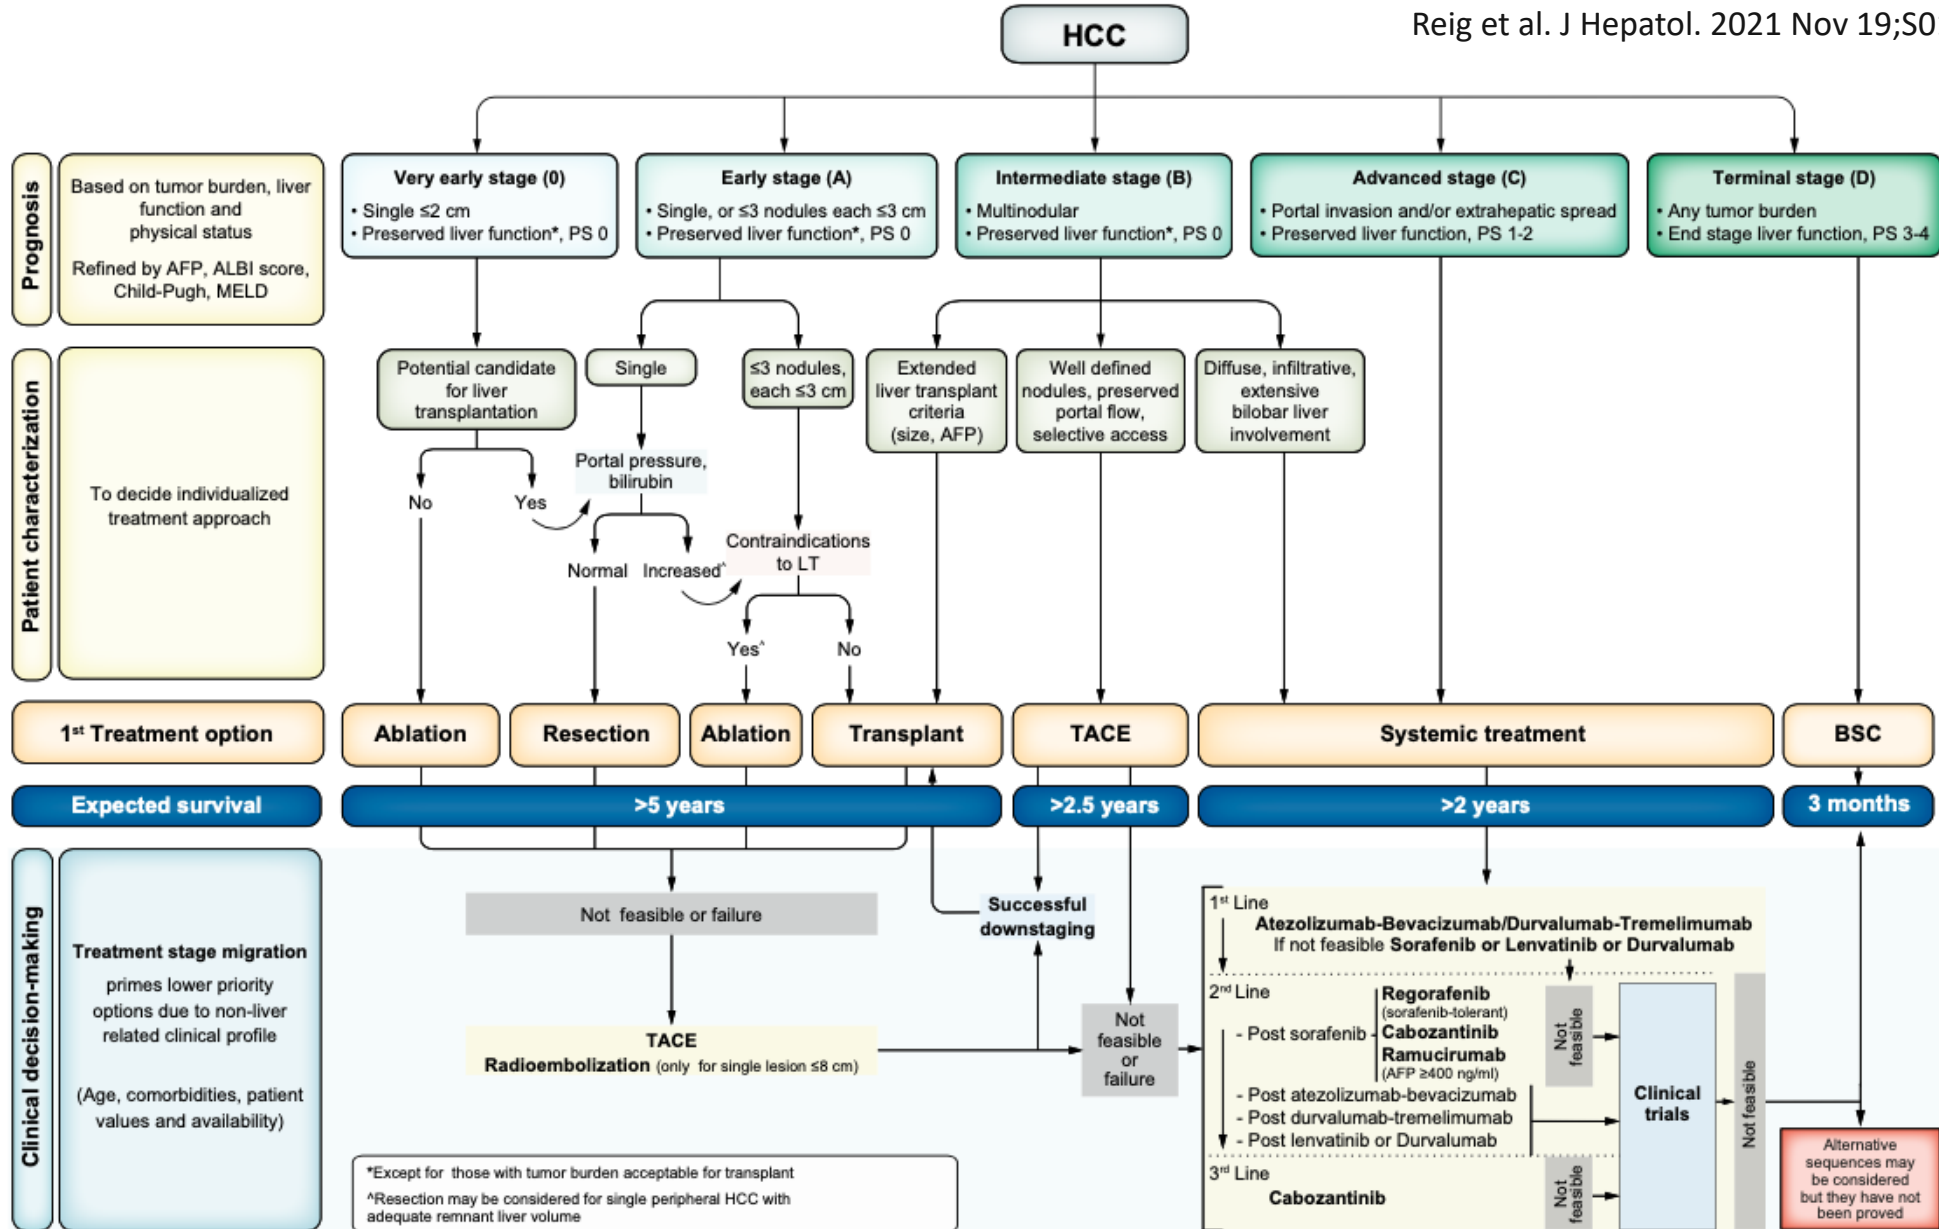 Reig et al. J Hepatol. 2021 Nov 19;S0
HCC
Prognosis
Based on tumor burden, liver
function and
physical status
Refined by AFP, ALBI score,
Child-Pugh, MELD
Very early stage (0)
• Single ≤2 cm
• Preserved liver function*, PS 0
Early stage (A)
• Single, or ≤3 nodules each ≤3 cm
• Preserved liver function*, PS 0
Intermediate stage (B)
• Multinodular
• Preserved liver function*, PS 0
Advanced stage (C)
• Portal invasion and/or extrahepatic spread
• Preserved liver function, PS 1-2
Terminal stage (D)
• Any tumor burden
• End stage liver function, PS 3-4
Patient characterization
To decide individualized
treatment approach
Potential candidate
for liver
transplantation
Single
≤3 nodules,
each ≤3 cm
Extended
liver transplant
criteria
(size, AFP)
Well defined
nodules, preserved
portal flow,
selective access
Diffuse, infiltrative,
extensive
bilobar liver
involvement
No
Yes
Portal pressure,
bilirubin
Normal
Increased^
Contraindications
to LT
Yes^
No
1st Treatment option
Ablation
Resection
Ablation
Transplant
TACE
Systemic treatment
BSC
Expected survival
>5 years
>2.5 years
>2 years
3 months
Clinical decision-making
Treatment stage migration
primes lower priority
options due to non-liver
related clinical profile
(Age, comorbidities, patient
values and availability)
Not feasible or failure
Successful
downstaging
TACE
Radioembolization (only for single lesion ≤8 cm)
Not
feasible
or
failure
1st Line
Atezolizumab-Bevacizumab/Durvalumab-Tremelimumab
If not feasible Sorafenib or Lenvatinib or Durvalumab
2nd Line
- Post sorafenib
Regorafenib
(sorafenib-tolerant)
Cabozantinib
Ramucirumab
(AFP ≥400 ng/ml)
Not
feasible
- Post atezolizumab-bevacizumab
- Post durvalumab-tremelimumab
- Post lenvatinib or Durvalumab
3rd Line
Cabozantinib
Not
feasible
Clinical
trials
Not feasible
Alternative
sequences may
be considered
but they have not
been proved
*Except for those with tumor burden acceptable for transplant
^Resection may be considered for single peripheral HCC with
adequate remnant liver volume